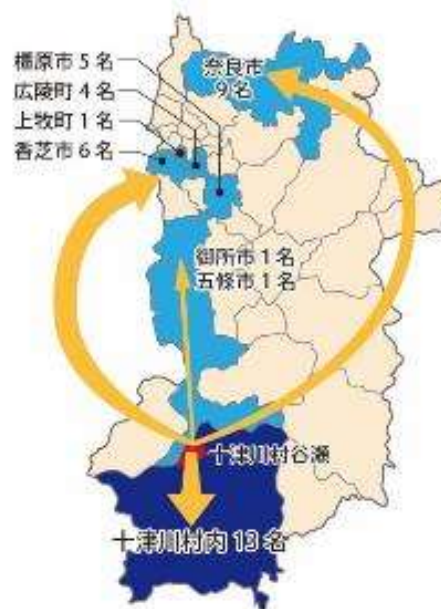 橿原市 5 名
広陵町 4 名
上牧町 1 名
香芝市 6 名
奈良市
9 名
御所市 1 名
五條市 1 名
十津川村谷瀬
十津川村内 13 名